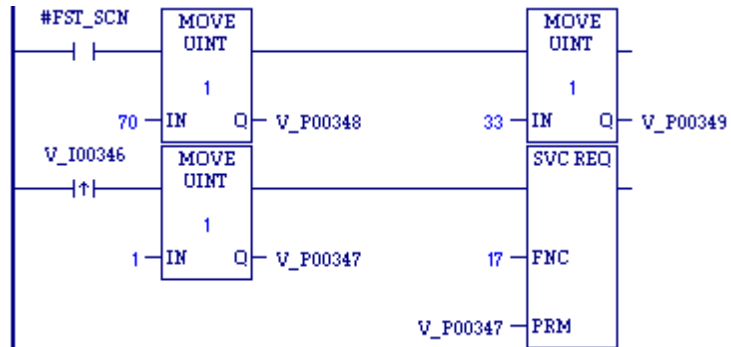 #FST_SCN
MOVE UINT
1
70 IN Q V_P00348
MOVE UINT
1
33 IN Q V_P00349
V_I00346
MOVE UINT
1
1 IN Q V_P00347
SVC REQ
17 FNC
V_P00347 PRM